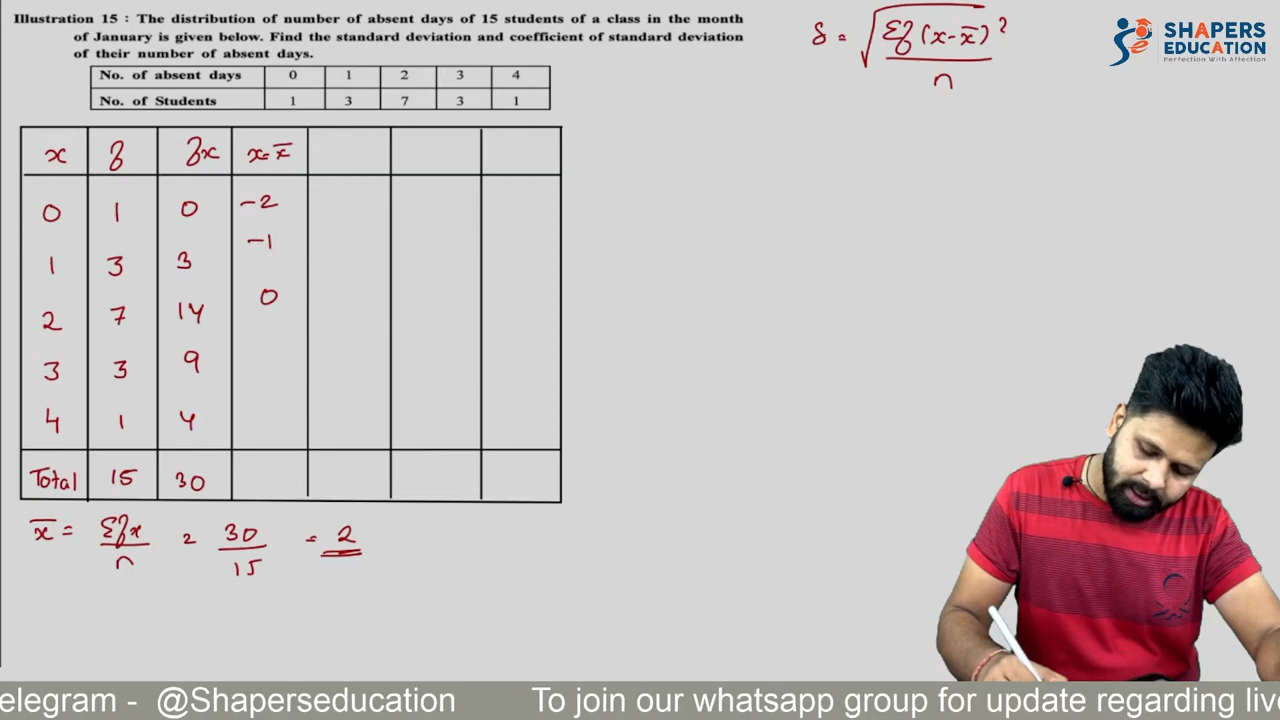 Illustration 15 : The distribution of number of absent days of 15 students of a class in the month
of January is given below. Find the standard deviation and coefficient of standard deviation
of their number of absent days.
No. of absent days 0 1 2 3 4
No. of Students 1 3 7 3 1
S = √ Σf(x-x̄)²
n
SHAPERS
EDUCATION
Perfection With Affection
x f fx x-x̄
0 1 0 -2
1 3 3 -1
2 7 14 0
3 3 9
4 1 4
Total 15 30
x̄ = Σfx / n = 30 / 15 = 2
elegram - @Shaperseducation To join our whatsapp group for update regarding live